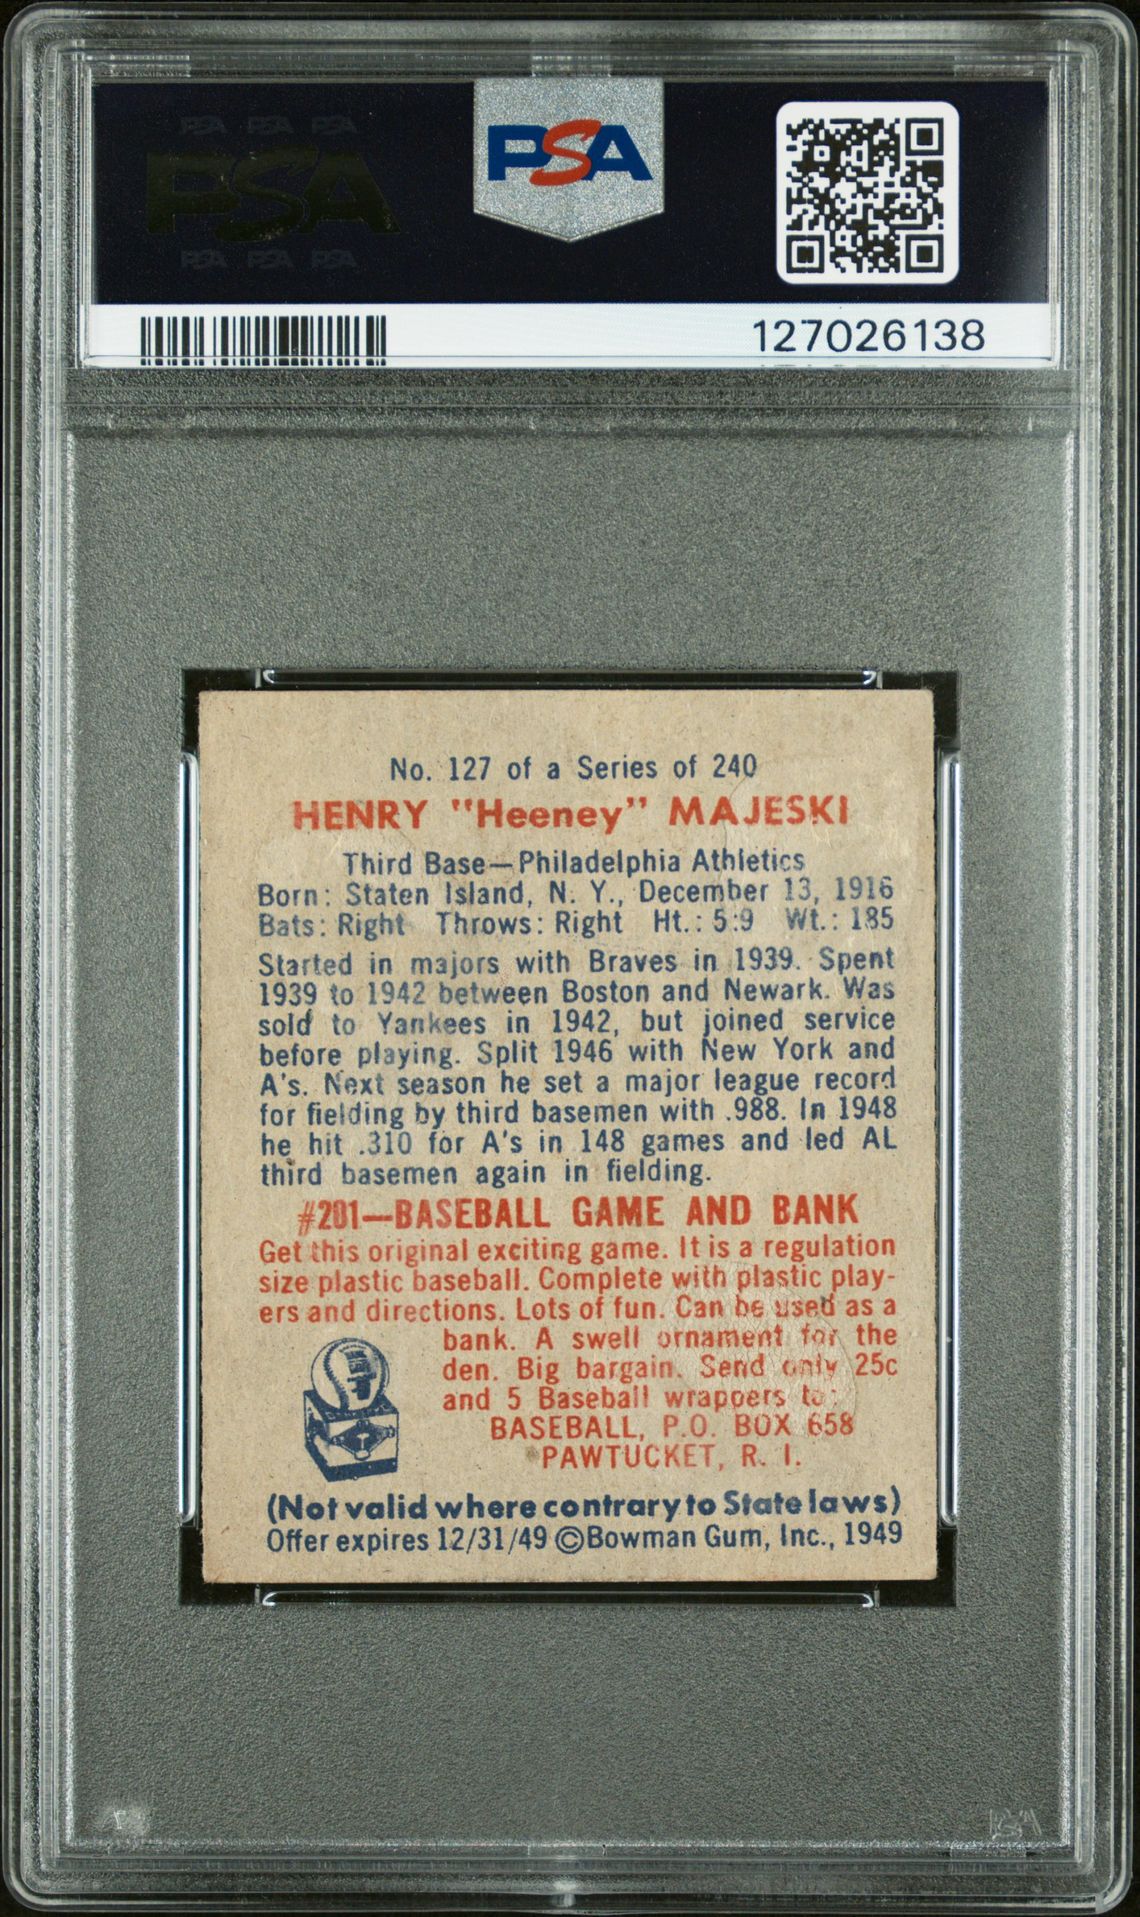 PSA PSA PSA
PSA
PSA PSA PSA
PSA
127026138
No. 127 of a Series of 240
HENRY "Heeney" MAJESKI
Third Base—Philadelphia Athletics
Born: Staten Island, N. Y., December 13, 1916
Bats: Right Throws: Right Ht.: 5:9 Wt.: 185
Started in majors with Braves in 1939. Spent
1939 to 1942 between Boston and Newark. Was
sold to Yankees in 1942, but joined service
before playing. Split 1946 with New York and
A's. Next season he set a major league record
for fielding by third basemen with .988. In 1948
he hit .310 for A's in 148 games and led AL
third basemen again in fielding.
#201—BASEBALL GAME AND BANK
Get this original exciting game. It is a regulation
size plastic baseball. Complete with plastic play-
ers and directions. Lots of fun. Can be used as a
bank. A swell ornament for the
den. Big bargain. Send only 25c
and 5 Baseball wrappers to:
BASEBALL, P.O. BOX 658
PAWTUCKET, R. I.
(Not valid where contrary to State laws)
Offer expires 12/31/49 ©Bowman Gum, Inc., 1949